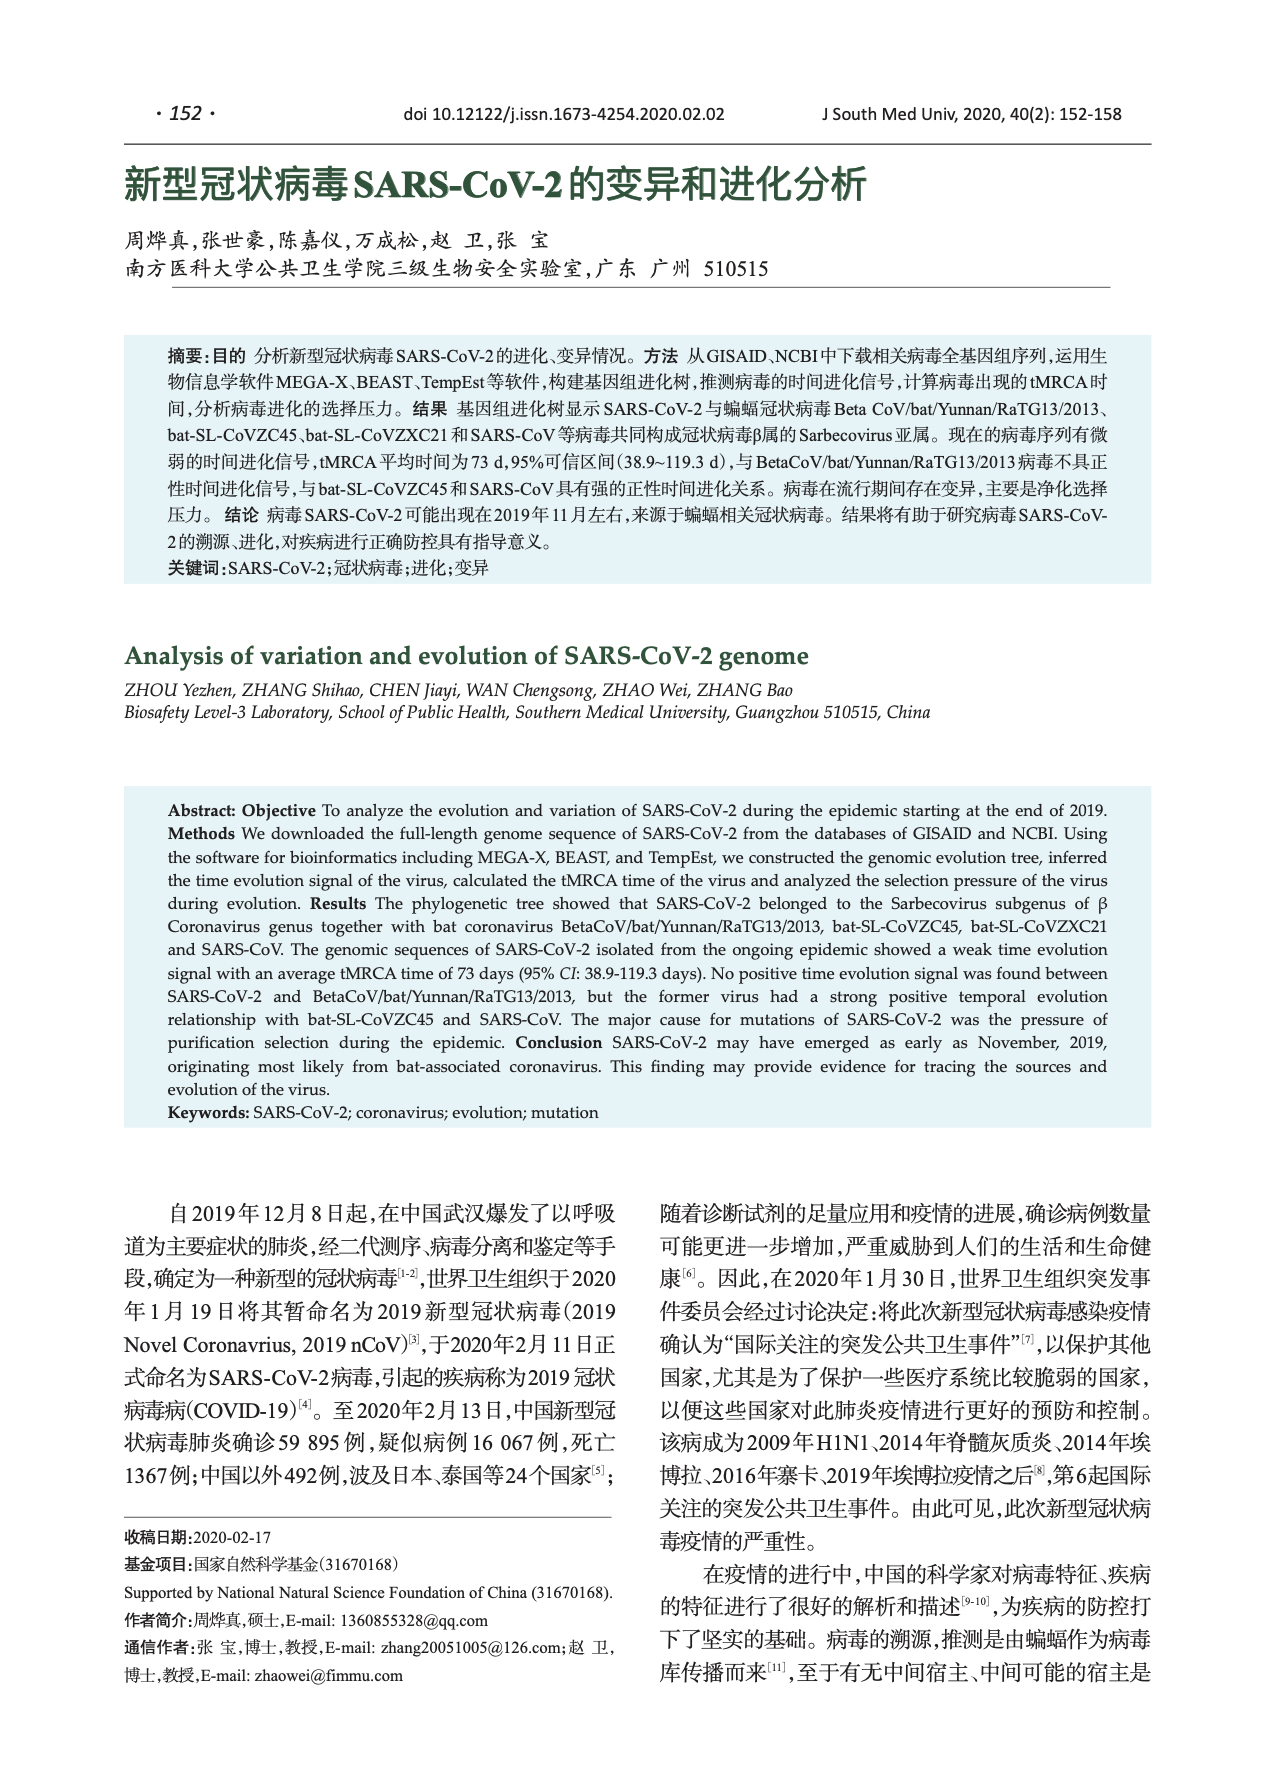 · 152 ·
doi 10.12122/j.issn.1673-4254.2020.02.02
J South Med Univ, 2020, 40(2): 152-158
新型冠状病毒SARS-CoV-2的变异和进化分析
周烨真,张世豪,陈嘉仪,万成松,赵 卫,张 宝
南方医科大学公共卫生学院三级生物安全实验室,广东 广州 510515
摘要:目的 分析新型冠状病毒SARS-CoV-2的进化、变异情况。方法 从GISAID、NCBI中下载相关病毒全基因组序列,运用生
物信息学软件MEGA-X、BEAST、TempEst等软件,构建基因组进化树,推测病毒的时间进化信号,计算病毒出现的tMRCA时
间,分析病毒进化的选择压力。结果 基因组进化树显示SARS-CoV-2与蝙蝠冠状病毒Beta CoV/bat/Yunnan/RaTG13/2013、
bat-SL-CoVZC45、bat-SL-CoVZXC21和SARS-CoV等病毒共同构成冠状病毒β属的Sarbecovirus亚属。现在的病毒序列有微
弱的时间进化信号,tMRCA平均时间为73 d,95%可信区间(38.9~119.3 d),与BetaCoV/bat/Yunnan/RaTG13/2013病毒不具正
性时间进化信号,与bat-SL-CoVZC45和SARS-CoV具有强的正性时间进化关系。病毒在流行期间存在变异,主要是净化选择
压力。结论 病毒SARS-CoV-2可能出现在2019年11月左右,来源于蝙蝠相关冠状病毒。结果将有助于研究病毒SARS-CoV-
2的溯源、进化,对疾病进行正确防控具有指导意义。
关键词:SARS-CoV-2;冠状病毒;进化;变异
Analysis of variation and evolution of SARS-CoV-2 genome
ZHOU Yezhen, ZHANG Shihao, CHEN Jiayi, WAN Chengsong, ZHAO Wei, ZHANG Bao
Biosafety Level-3 Laboratory, School of Public Health, Southern Medical University, Guangzhou 510515, China
Abstract: Objective To analyze the evolution and variation of SARS-CoV-2 during the epidemic starting at the end of 2019.
Methods We downloaded the full-length genome sequence of SARS-CoV-2 from the databases of GISAID and NCBI. Using
the software for bioinformatics including MEGA-X, BEAST, and TempEst, we constructed the genomic evolution tree, inferred
the time evolution signal of the virus, calculated the tMRCA time of the virus and analyzed the selection pressure of the virus
during evolution. Results The phylogenetic tree showed that SARS-CoV-2 belonged to the Sarbecovirus subgenus of β
Coronavirus genus together with bat coronavirus BetaCoV/bat/Yunnan/RaTG13/2013, bat-SL-CoVZC45, bat-SL-CoVZXC21
and SARS-CoV. The genomic sequences of SARS-CoV-2 isolated from the ongoing epidemic showed a weak time evolution
signal with an average tMRCA time of 73 days (95% CI: 38.9-119.3 days). No positive time evolution signal was found between
SARS-CoV-2 and BetaCoV/bat/Yunnan/RaTG13/2013, but the former virus had a strong positive temporal evolution
relationship with bat-SL-CoVZC45 and SARS-CoV. The major cause for mutations of SARS-CoV-2 was the pressure of
purification selection during the epidemic. Conclusion SARS-CoV-2 may have emerged as early as November, 2019,
originating most likely from bat-associated coronavirus. This finding may provide evidence for tracing the sources and
evolution of the virus.
Keywords: SARS-CoV-2; coronavirus; evolution; mutation
自2019年12月8日起,在中国武汉爆发了以呼吸
道为主要症状的肺炎,经二代测序、病毒分离和鉴定等手
段,确定为一种新型的冠状病毒[1-2],世界卫生组织于2020
年1月19日将其暂命名为2019新型冠状病毒(2019
Novel Coronavrius, 2019 nCoV)[3],于2020年2月11日正
式命名为SARS-CoV-2病毒,引起的疾病称为2019冠状
病毒病(COVID-19)[4]。至2020年2月13日,中国新型冠
状病毒肺炎确诊59 895例,疑似病例16 067例,死亡
1367例;中国以外492例,波及日本、泰国等24个国家[5];
收稿日期:2020-02-17
基金项目:国家自然科学基金(31670168)
Supported by National Natural Science Foundation of China (31670168).
作者简介:周烨真,硕士,E-mail: 1360855328@qq.com
通信作者:张 宝,博士,教授,E-mail: zhang20051005@126.com;赵 卫,
博士,教授,E-mail: zhaowei@fimmu.com
随着诊断试剂的足量应用和疫情的进展,确诊病例数量
可能更进一步增加,严重威胁到人们的生活和生命健
康[6]。因此,在2020年1月30日,世界卫生组织突发事
件委员会经过讨论决定:将此次新型冠状病毒感染疫情
确认为“国际关注的突发公共卫生事件”[7],以保护其他
国家,尤其是为了保护一些医疗系统比较脆弱的国家,
以便这些国家对此肺炎疫情进行更好的预防和控制。
该病成为2009年H1N1、2014年脊髓灰质炎、2014年埃
博拉、2016年寨卡、2019年埃博拉疫情之后[8],第6起国际
关注的突发公共卫生事件。由此可见,此次新型冠状病
毒疫情的严重性。
在疫情的进行中,中国的科学家对病毒特征、疾病
的特征进行了很好的解析和描述[9-10],为疾病的防控打
下了坚实的基础。病毒的溯源,推测是由蝙蝠作为病毒
库传播而来[11],至于有无中间宿主、中间可能的宿主是